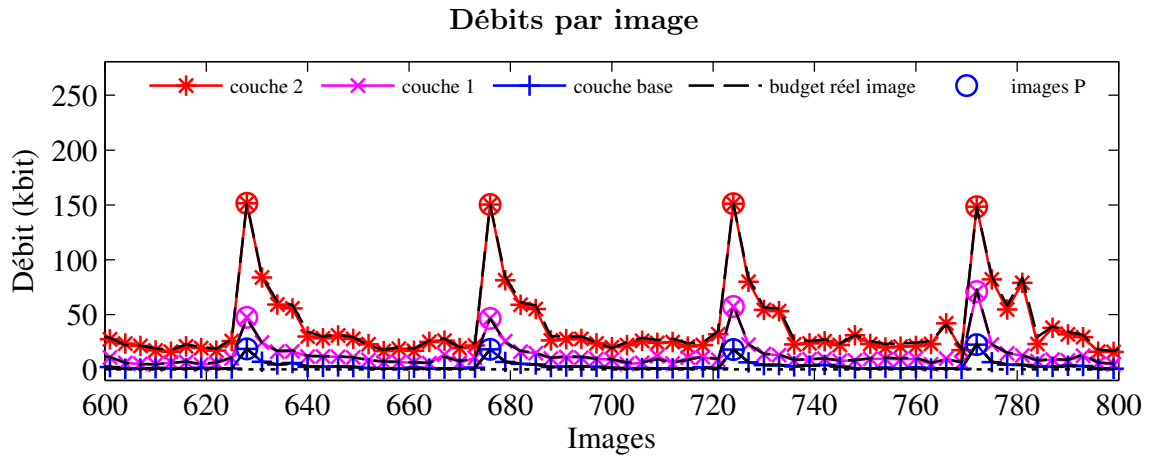 Débits par image
couche 2 couche 1 couche base budget réel image images P
250
200
150
100
50
0
Débit (kbit)
600 620 640 660 680 700 720 740 760 780 800
Images